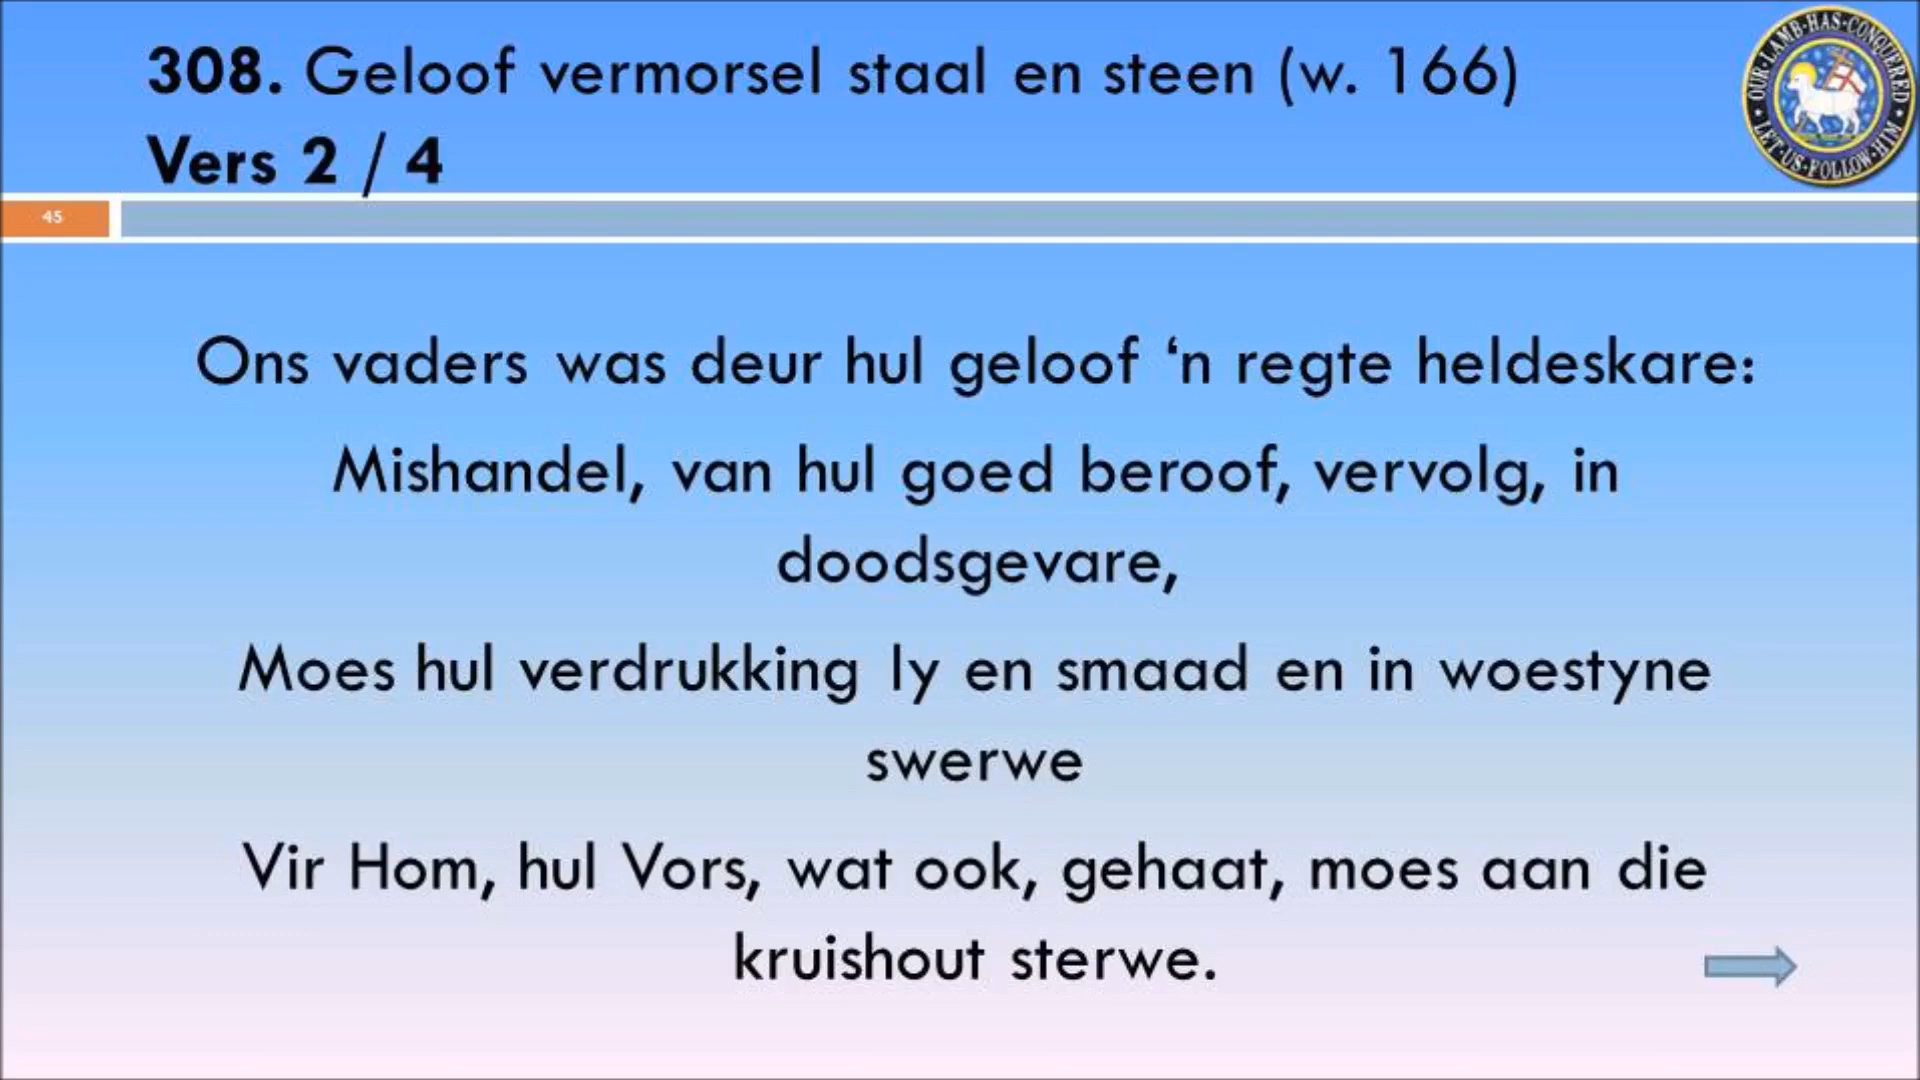 308. Geloof vermorsel staal en steen (w. 166)
Vers 2 / 4
OUR·LAMB·HAS·CONQUERED
LET·US·FOLLOW·HIM
45
Ons vaders was deur hul geloof ‘n regte heldeskare:
Mishandel, van hul goed beroof, vervolg, in
doodsgevare,
Moes hul verdrukking ly en smaad en in woestyne
swerwe
Vir Hom, hul Vors, wat ook, gehaat, moes aan die
kruishout sterwe.